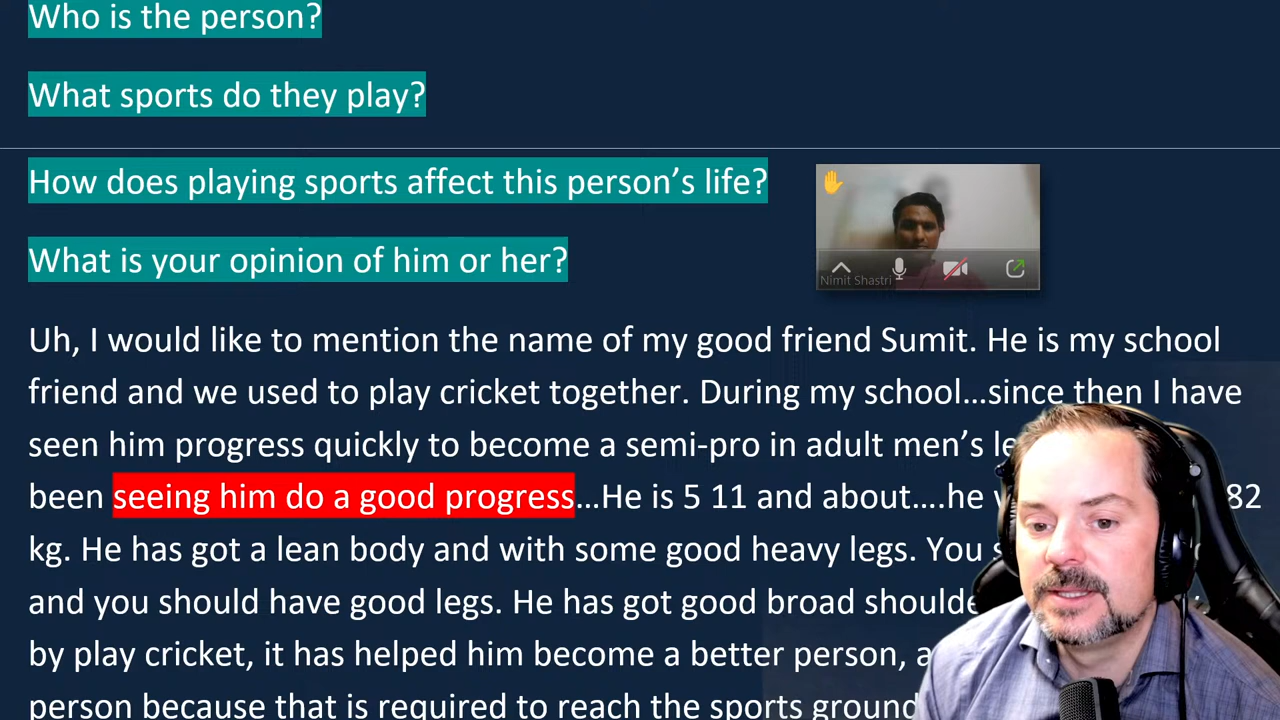 Who is the person?
What sports do they play?
How does playing sports affect this person’s life?
What is your opinion of him or her?
Nimit Shastri
Uh, I would like to mention the name of my good friend Sumit. He is my school
friend and we used to play cricket together. During my school…since then I have
seen him progress quickly to become a semi-pro in adult men’s
been seeing him do a good progress…He is 5 11 and about….he 82
kg. He has got a lean body and with some good heavy legs. You
and you should have good legs. He has got good broad
by play cricket, it has helped him become a better person,
person because that is required to reach the sports